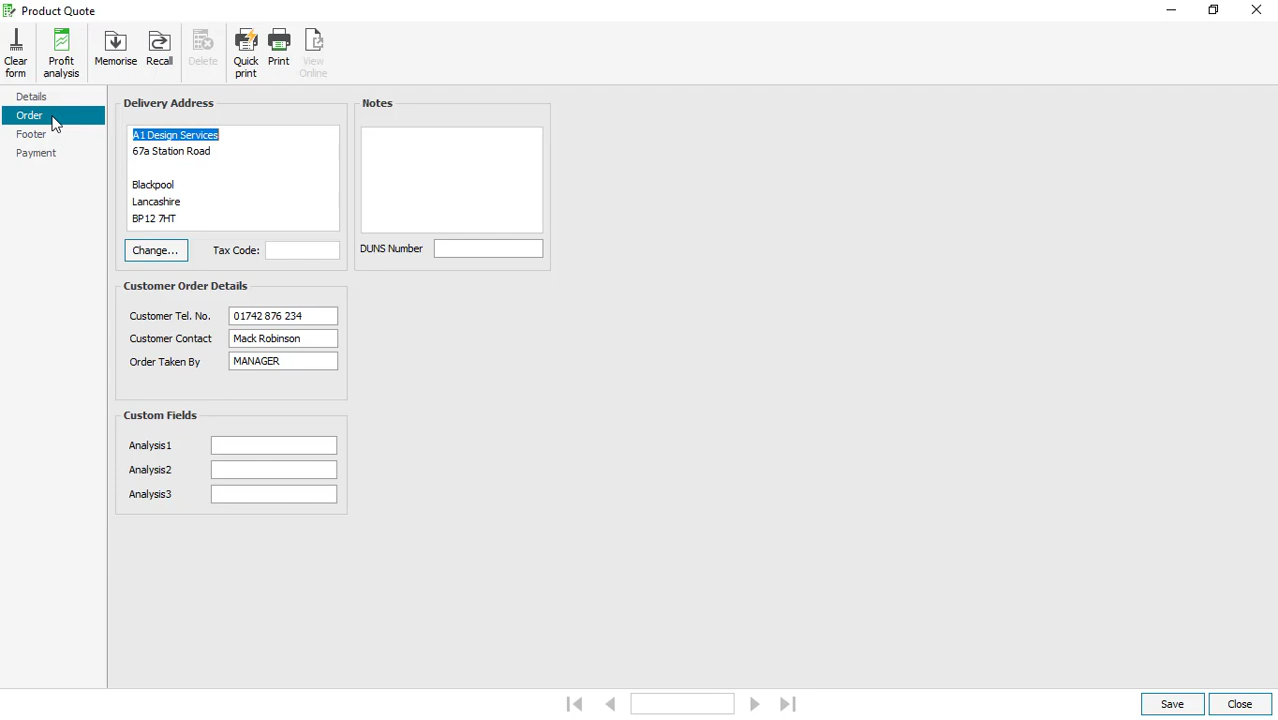 Product Quote
Clear form
Profit analysis
Memorise
Recall
Delete
Quick print
Print
View Online
Details
Order
Footer
Payment
Delivery Address
A1 Design Services
67a Station Road
Blackpool
Lancashire
BP12 7HT
Change...
Tax Code:
Notes
DUNS Number
Customer Order Details
Customer Tel. No.
01742 876 234
Customer Contact
Mack Robinson
Order Taken By
MANAGER
Custom Fields
Analysis1
Analysis2
Analysis3
Save
Close